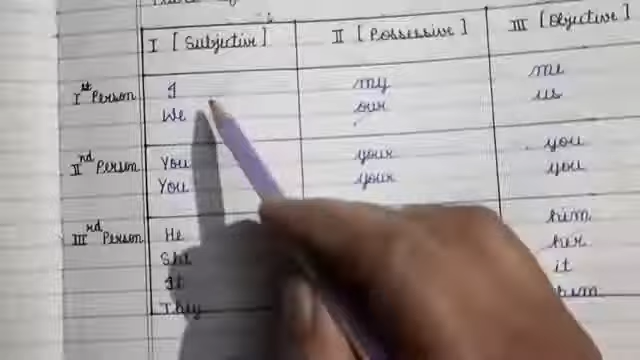 I [Subjective] II [Possessive] III [Objective]
Ist Person I my me
We our us
IInd Person You your you
You your you
IIIrd Person He him
She her
It it
They